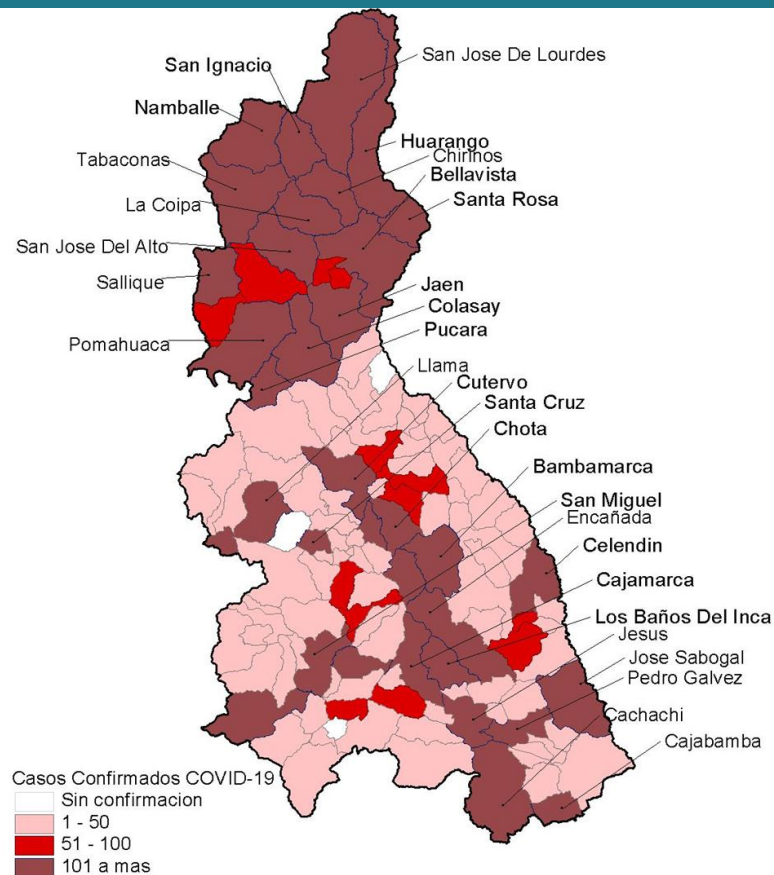 San Jose De Lourdes
San Ignacio
Namballe
Huarango
Chirinos
Tabaconas
Bellavista
Santa Rosa
La Coipa
San Jose Del Alto
Sallique
Jaen
Colasay
Pucara
Pomahuaca
Llama
Cutervo
Santa Cruz
Chota
Bambamarca
San Miguel
Encañada
Celendin
Cajamarca
Los Baños Del Inca
Jesus
Jose Sabogal
Pedro Galvez
Cachachi
Cajabamba
Casos Confirmados COVID-19
Sin confirmacion
1 - 50
51 - 100
101 a mas